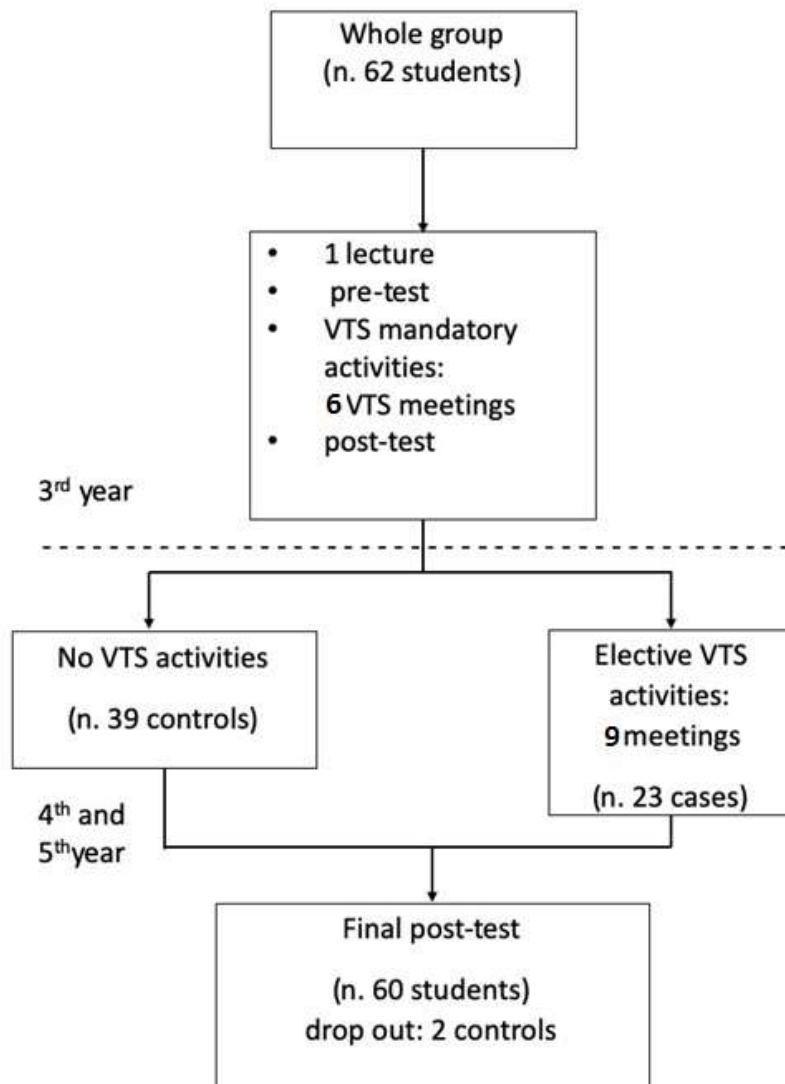 Whole group
(n. 62 students)
• 1 lecture
• pre-test
• VTS mandatory
activities:
6 VTS meetings
• post-test
3rd year
No VTS activities
(n. 39 controls)
Elective VTS
activities:
9 meetings
(n. 23 cases)
4th and
5th year
Final post-test
(n. 60 students)
drop out: 2 controls